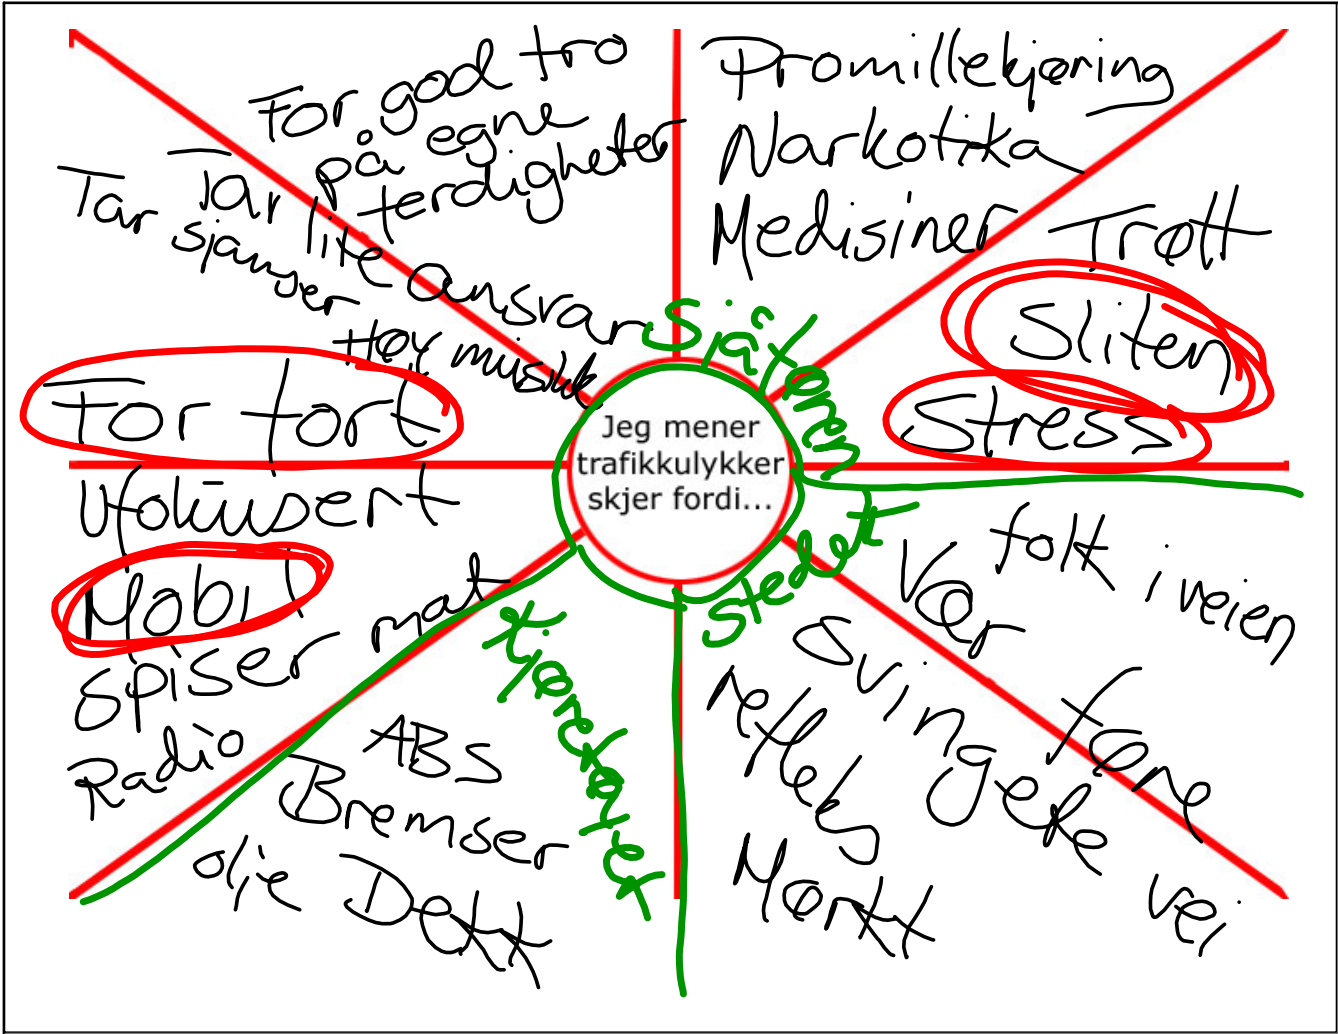 For god tro
på egne
ferdigheter
Tar lite ansvar
Tar sjanser
Høy musikk
For fort
Promillekjøring
Narkotika
Medisiner
Trøtt
Sliten
Stress
Sjåføren
Jeg mener
trafikkulykker
skjer fordi...
Ufokusert
Mobil
spiser mat
Radio
Kjøretøyet
ABS
Bremser
olje Dekk
stedet
folk i veien
Vær
føre
Svingete vei
refleks
Mørkt